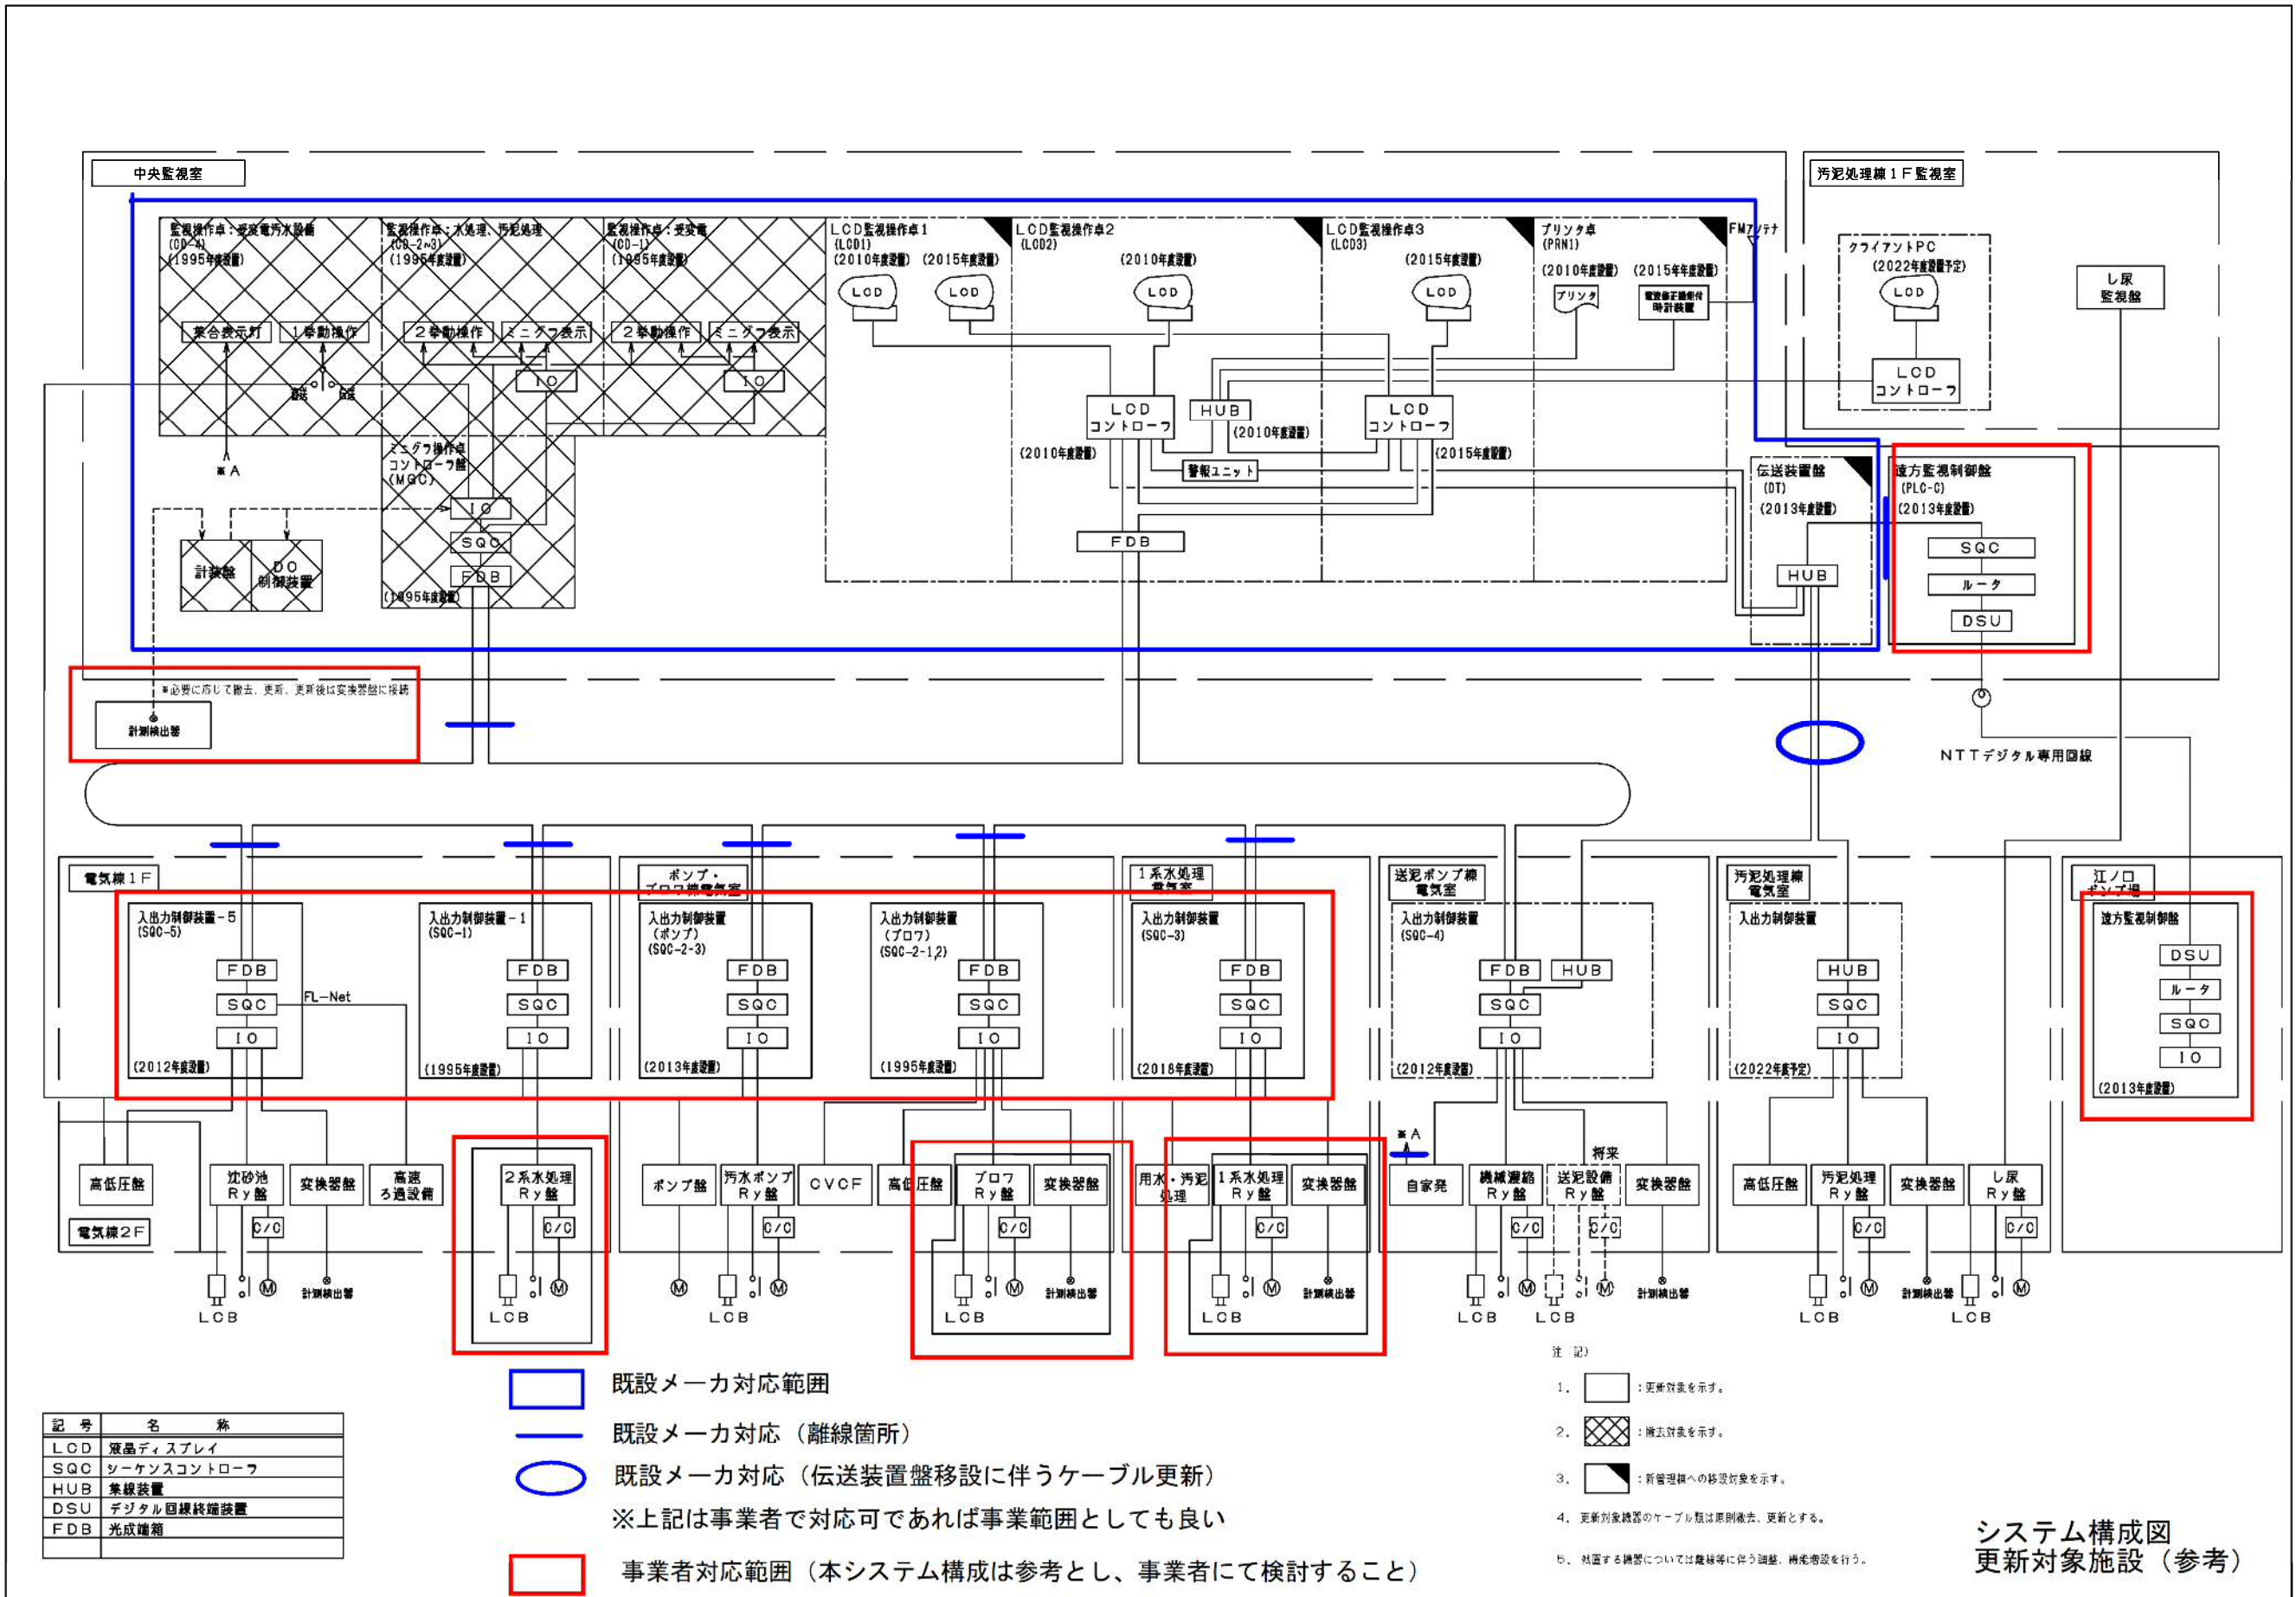 中央監視室
監視操作卓：受変電汚水設備
(CD-4)
(1995年度設置)
監視操作卓：水処理、汚泥処理
(CD-2~3)
(1995年度設置)
監視操作卓：受変電
(CD-1)
(1995年度設置)
集合表示灯
1挙動操作
2挙動操作
ミニグラ表示
2挙動操作
ミニグラ表示
IO
IO
※A
ミニグラ操作卓
コントローラ盤
(MGC)
IO
SQC
FDB
(1995年度設置)
計装盤
DO
制御装置
LCD監視操作卓1
(LCD1)
(2010年度設置)
(2015年度設置)
LCD
LCD
LCD監視操作卓2
(LCD2)
(2010年度設置)
LCD
LCD監視操作卓3
(LCD3)
(2015年度設置)
LCD
プリンタ卓
(PRN1)
(2010年度設置)
(2015年年度設置)
プリンタ
電波修正機能付
時計装置
FMアンテナ
LCD
コントローラ
(2010年度設置)
HUB
(2010年度設置)
LCD
コントローラ
(2015年度設置)
警報ユニット
FDB
伝送装置盤
(DT)
(2013年度設置)
HUB
遠方監視制御盤
(PLC-C)
(2013年度設置)
SQC
ルータ
DSU
汚泥処理棟1F監視室
クライアントPC
(2022年度設置予定)
LCD
LCD
コントローラ
し尿
監視盤
※必要に応じて撤去、更新、更新後は変換器盤に接続
計測検出器
NTTデジタル専用回線
電気棟1F
入出力制御装置-5
(SQC-5)
FDB
SQC
IO
FL-Net
(2012年度設置)
入出力制御装置-1
(SQC-1)
FDB
SQC
IO
(1995年度設置)
ポンプ・
ブロワ棟電気室
入出力制御装置
(ポンプ)
(SQC-2-3)
FDB
SQC
IO
(2013年度設置)
入出力制御装置
(ブロワ)
(SQC-2-1,2)
FDB
SQC
IO
(1995年度設置)
1系水処理
電気室
入出力制御装置
(SQC-3)
FDB
SQC
IO
(2018年度設置)
送泥ポンプ棟
電気室
入出力制御装置
(SQC-4)
FDB
HUB
SQC
IO
(2012年度設置)
汚泥処理棟
電気室
入出力制御装置
HUB
SQC
IO
(2022年度予定)
江ノ口
ポンプ場
遠方監視制御盤
DSU
ルータ
SQC
IO
(2013年度設置)
高低圧盤
電気棟2F
沈砂池
Ry盤
C/C
変換器盤
高速
ろ過設備
LCB
M
計測検出器
2系水処理
Ry盤
C/C
LCB
M
ポンプ盤
M
汚水ポンプ
Ry盤
C/C
LCB
M
CVCF
高低圧盤
ブロワ
Ry盤
C/C
変換器盤
LCB
M
計測検出器
用水・汚泥
処理
1系水処理
Ry盤
C/C
変換器盤
LCB
M
計測検出器
※A
自家発
機械濃縮
Ry盤
C/C
将来
送泥設備
Ry盤
C/C
変換器盤
LCB
M
LCB
M
計測検出器
高低圧盤
汚泥処理
Ry盤
C/C
変換器盤
し尿
Ry盤
C/C
LCB
M
計測検出器
LCB
M
既設メーカ対応範囲
既設メーカ対応（離線箇所）
既設メーカ対応（伝送装置盤移設に伴うケーブル更新）
※上記は事業者で対応可であれば事業範囲としても良い
事業者対応範囲（本システム構成は参考とし、事業者にて検討すること）
記号 名称
LCD 液晶ディスプレイ
SQC シーケンスコントローラ
HUB 集線装置
DSU デジタル回線終端装置
FDB 光成端箱
注 記）
1. ：更新対象を示す。
2. ：撤去対象を示す。
3. ：新管理棟への移設対象を示す。
4. 更新対象機器のケーブル類は原則撤去、更新とする。
5. 残置する機器については離線等に伴う調整、機能増設を行う。
システム構成図
更新対象施設（参考）